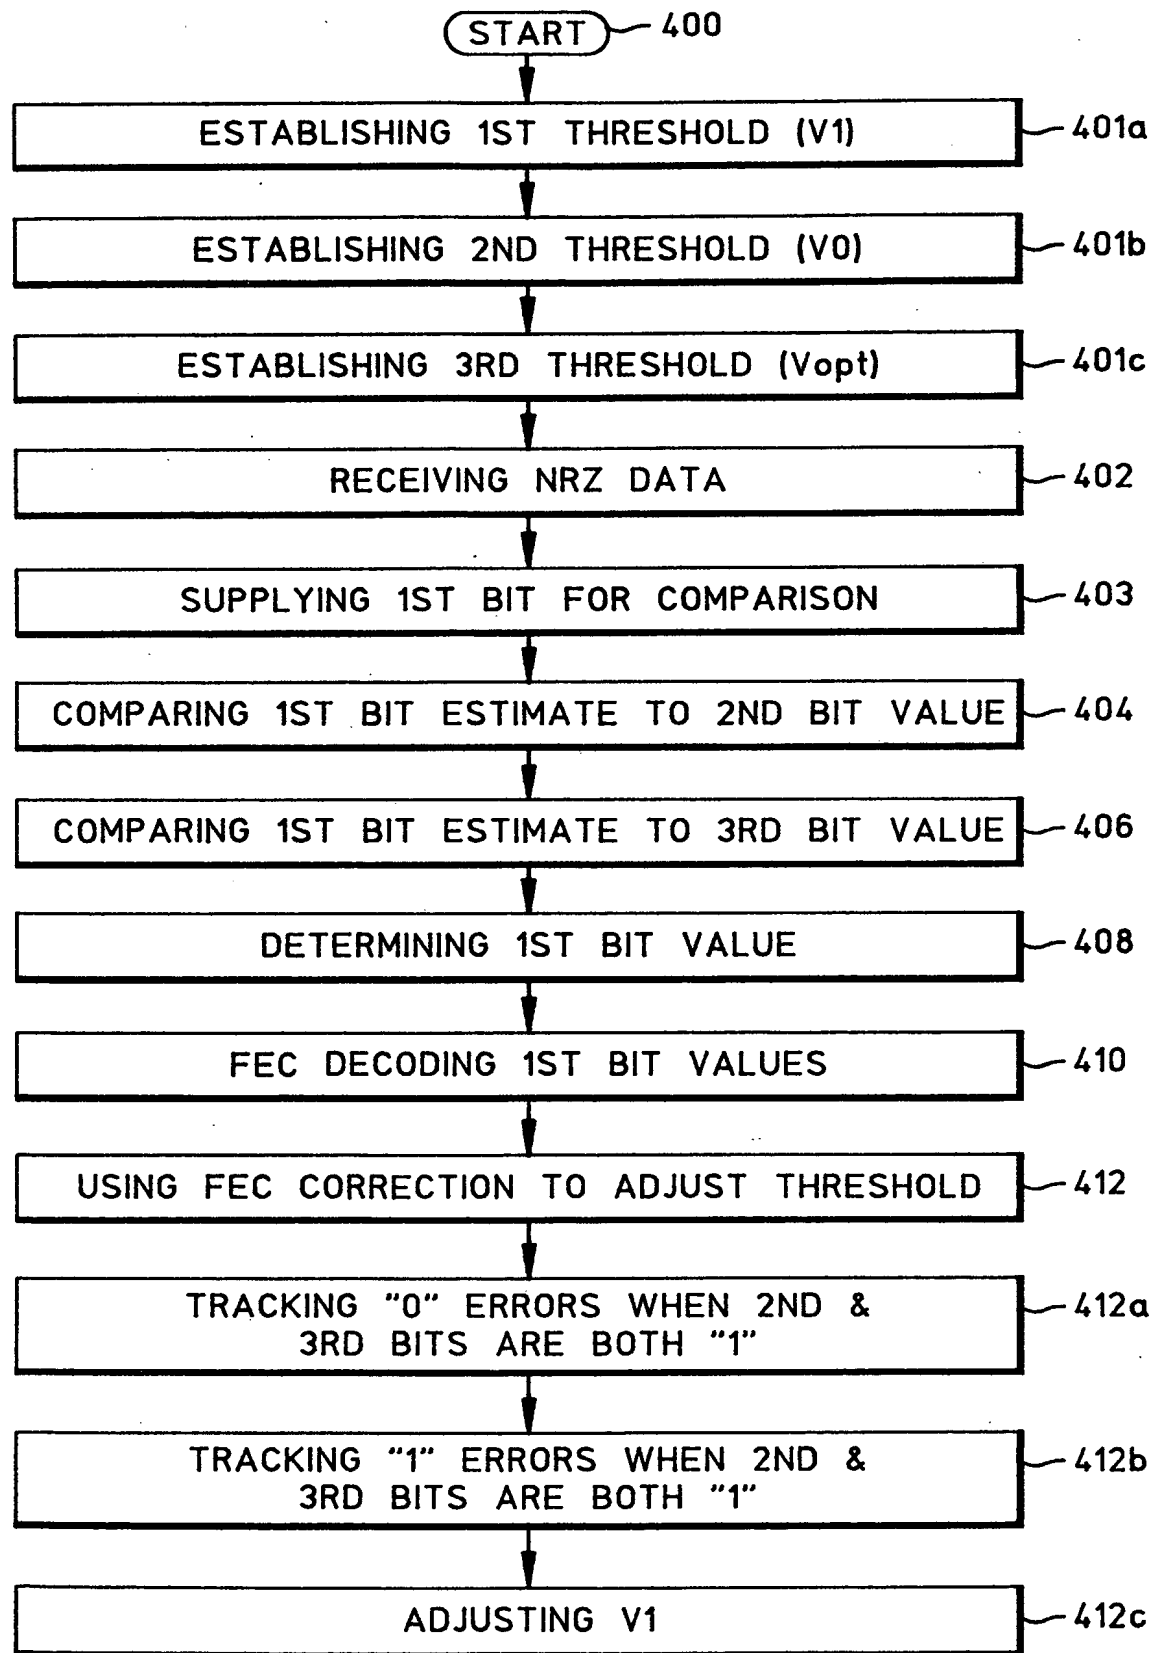 START 400
ESTABLISHING 1ST THRESHOLD (V1) 401a
ESTABLISHING 2ND THRESHOLD (V0) 401b
ESTABLISHING 3RD THRESHOLD (Vopt) 401c
RECEIVING NRZ DATA 402
SUPPLYING 1ST BIT FOR COMPARISON 403
COMPARING 1ST BIT ESTIMATE TO 2ND BIT VALUE 404
COMPARING 1ST BIT ESTIMATE TO 3RD BIT VALUE 406
DETERMINING 1ST BIT VALUE 408
FEC DECODING 1ST BIT VALUES 410
USING FEC CORRECTION TO ADJUST THRESHOLD 412
TRACKING "0" ERRORS WHEN 2ND & 412a
3RD BITS ARE BOTH "1"
TRACKING "1" ERRORS WHEN 2ND & 412b
3RD BITS ARE BOTH "1"
ADJUSTING V1 412c